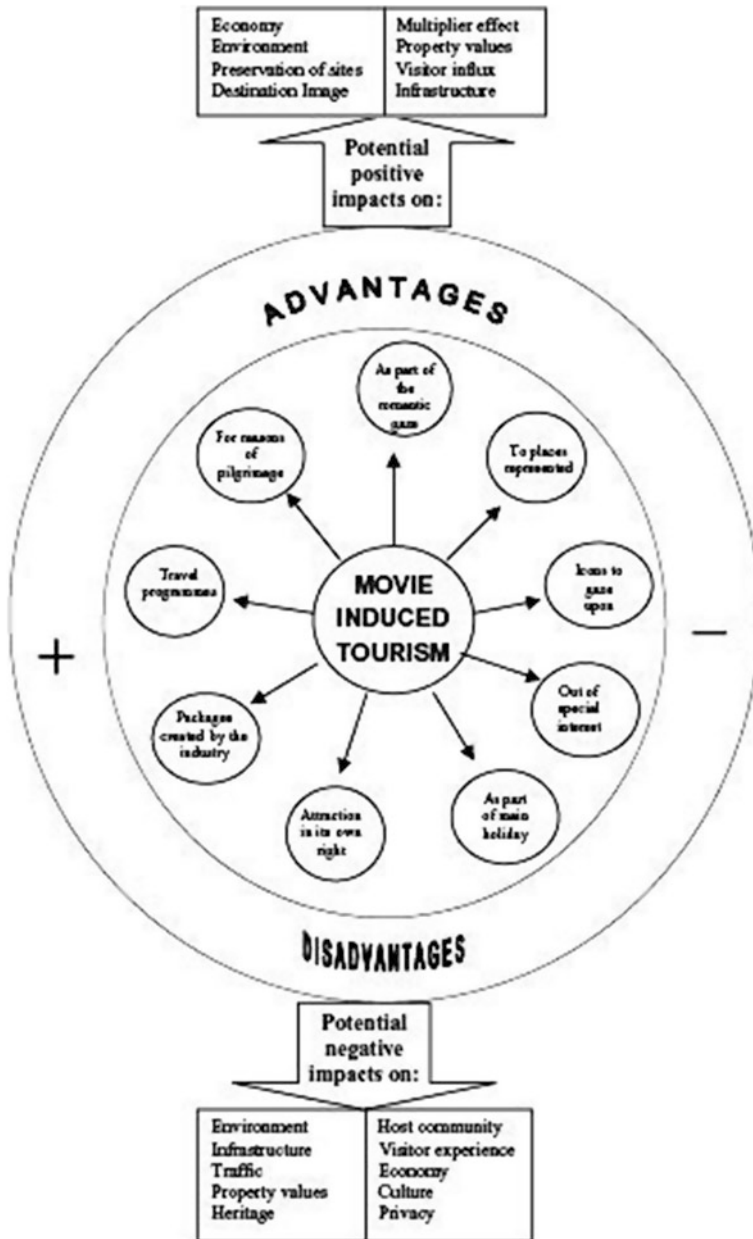 Economy
Environment
Preservation of sites
Destination Image
Multiplier effect
Property values
Visitor influx
Infrastructure
Potential
positive
impacts on:
ADVANTAGES
As part of
the
romantic
gaze
For reasons
of
pilgrimage
To places
represented
Travel
programmes
MOVIE
INDUCED
TOURISM
Icons to
gaze
upon
+
−
Packages
created by the
industry
Out of
special
interest
Attraction
in its own
right
As part
of main
holiday
DISADVANTAGES
Potential
negative
impacts on:
Environment
Infrastructure
Traffic
Property values
Heritage
Host community
Visitor experience
Economy
Culture
Privacy